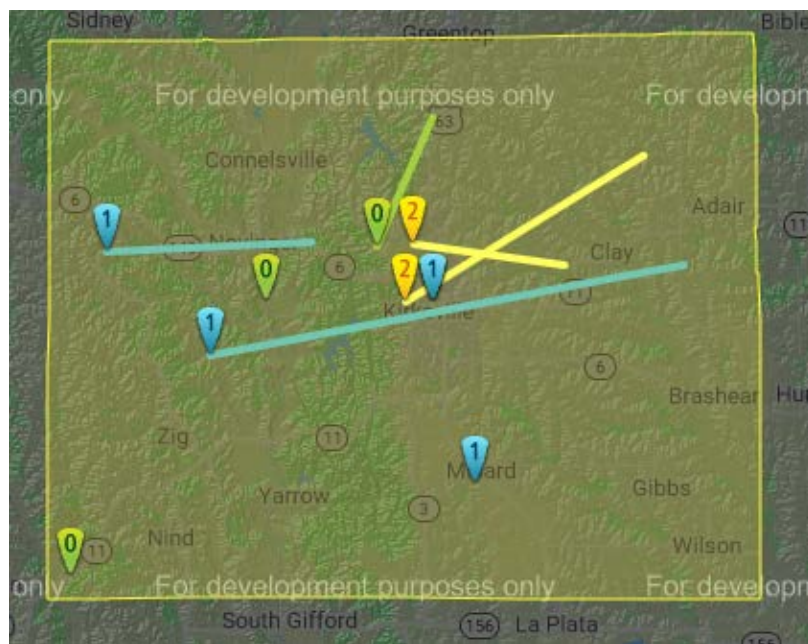 Sidney
Greentop
Bible
only
For development purposes only
For developm
63
Connelsville
6
1
0
2
Adair
11
Novinger
6
Clay
0
2
1
11
Kirksville
1
6
Brashear
Hu
Zig
11
1
Millard
Yarrow
Gibbs
3
Nind
0
11
Wilson
only
For development purposes only
For developm
South Gifford
156
La Plata
156